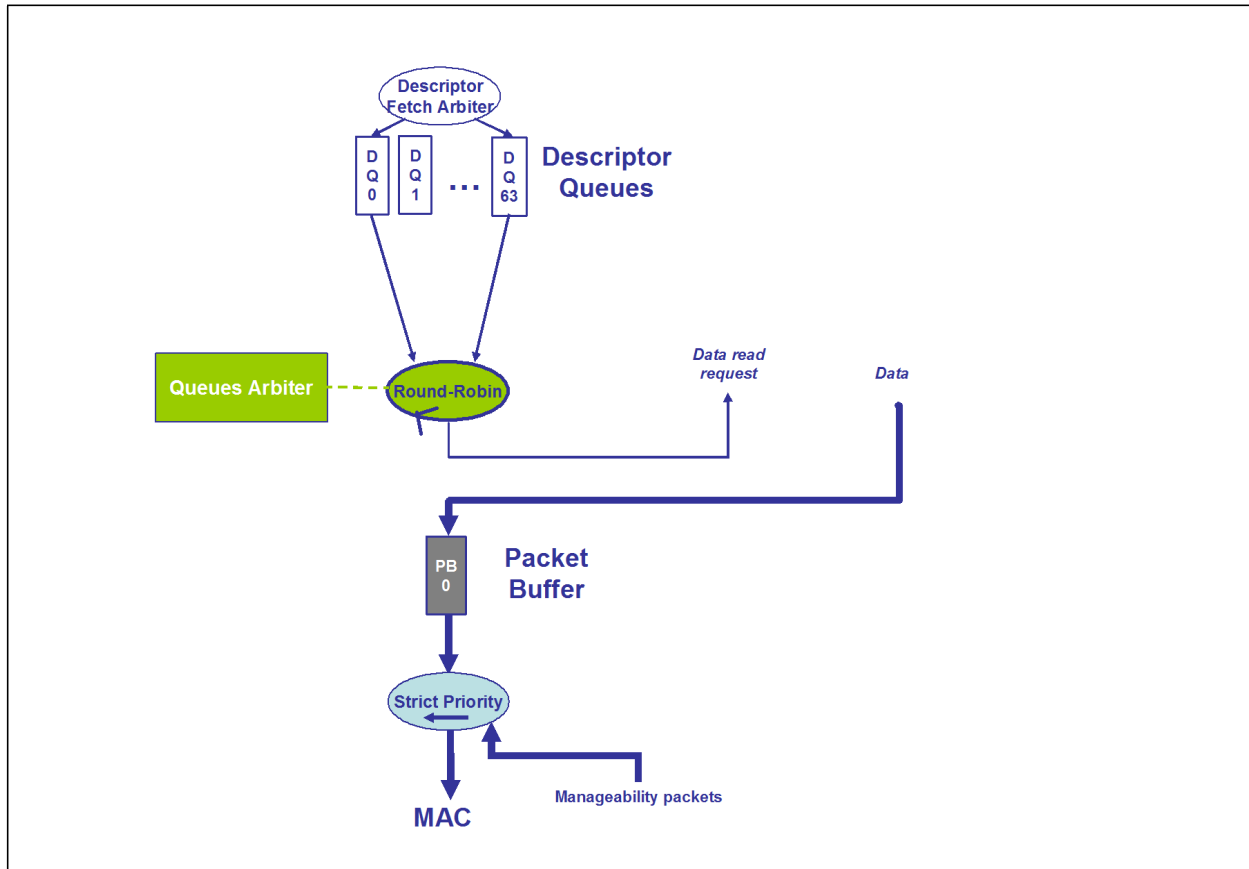 Descriptor
Fetch Arbiter
D
Q
0
D
Q
1
...
D
Q
63
Descriptor
Queues
Queues Arbiter
Round-Robin
Data read
request
Data
PB
0
Packet
Buffer
Strict Priority
Manageability packets
MAC